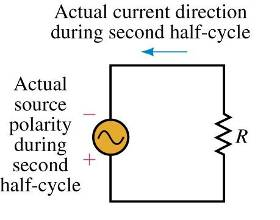 Actual current direction
during second half-cycle
Actual
source
polarity
during
second
half-cycle
−
+
R